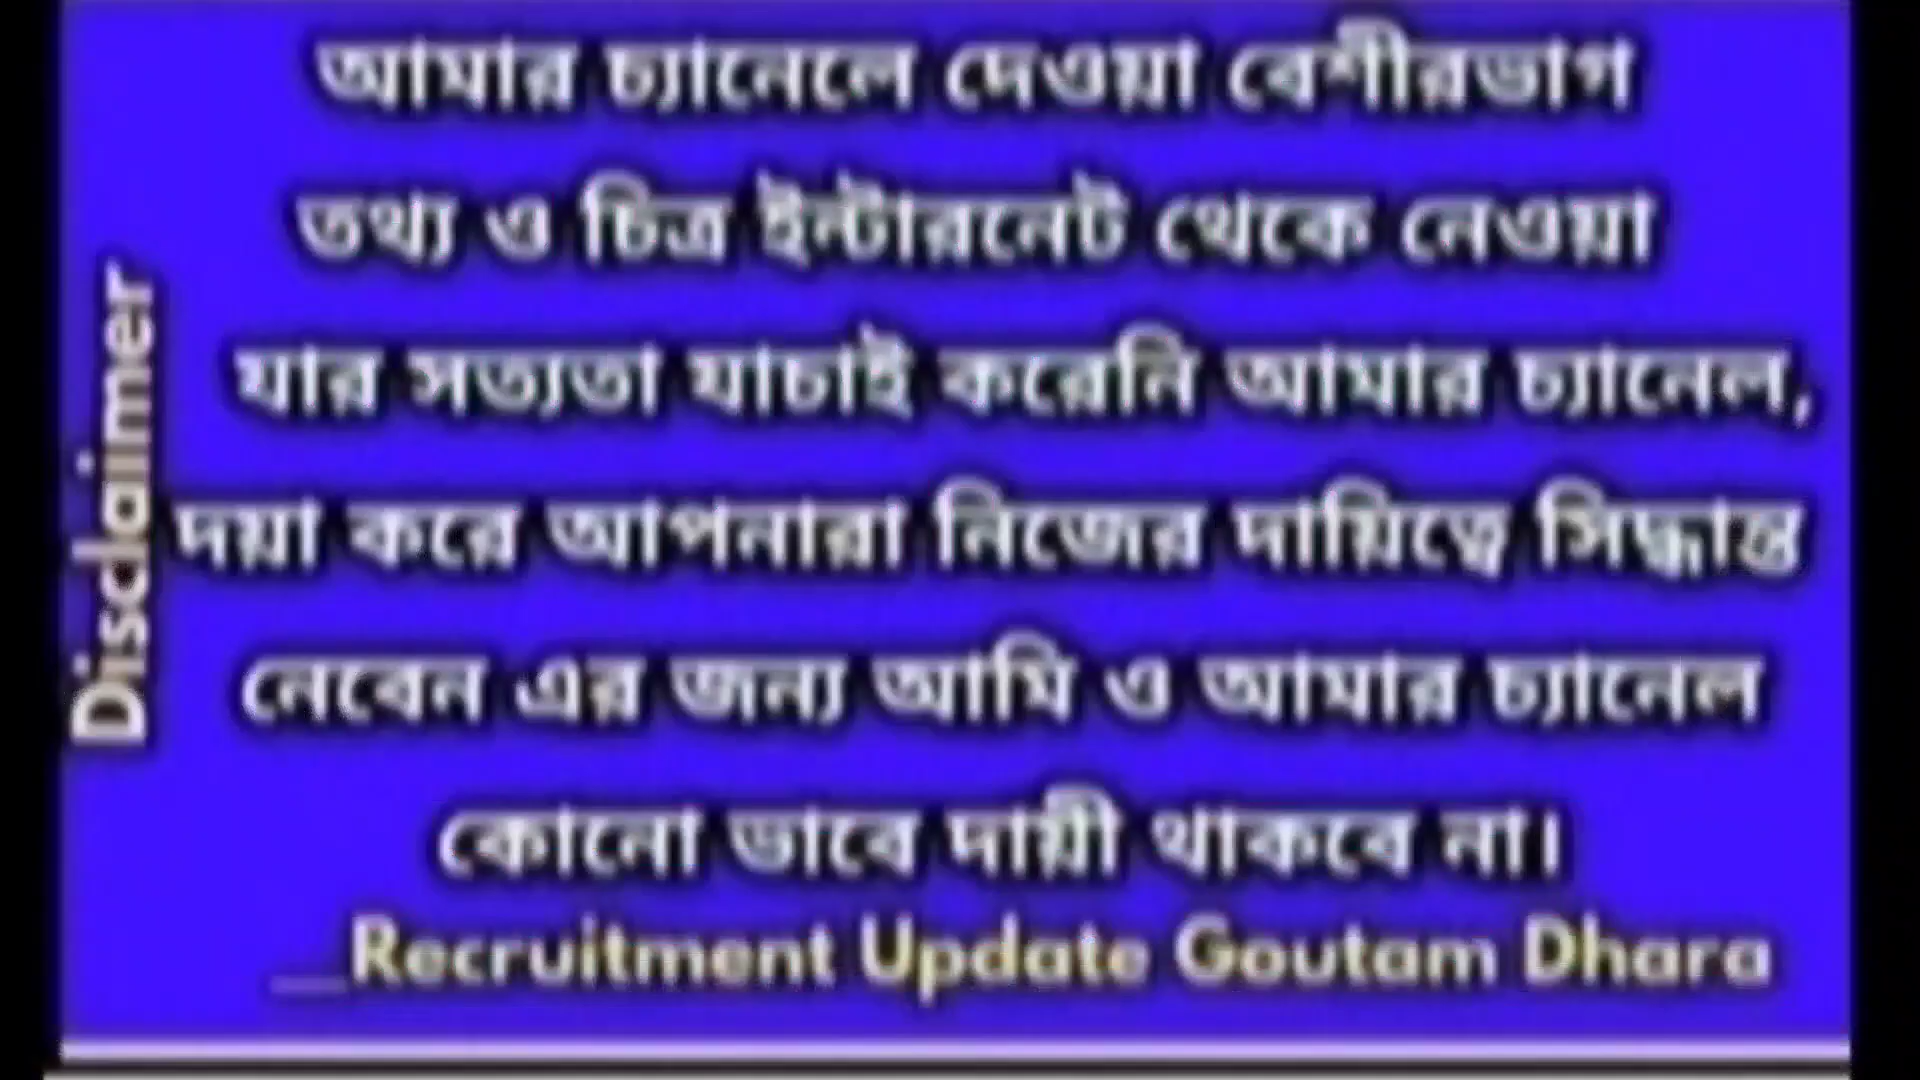 Disclaimer
আমার চ্যানেলে দেওয়া বেশীরভাগ
তথ্য ও চিত্র ইন্টারনেট থেকে নেওয়া
যার সত্যতা যাচাই করেনি আমার চ্যানেল,
দয়া করে আপনারা নিজের দায়িত্বে সিদ্ধান্ত
নেবেন এর জন্য আমি ও আমার চ্যানেল
কোনো ভাবে দায়ী থাকবে না।
__Recruitment Update Goutam Dhara